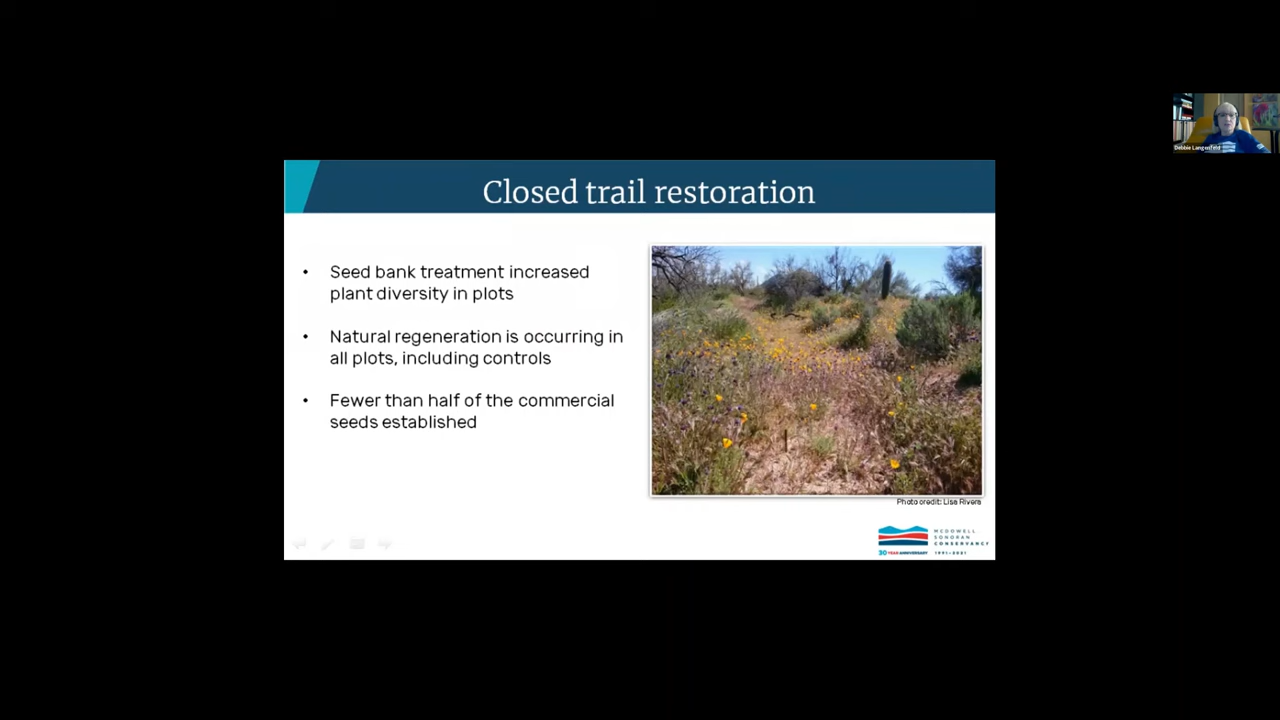 Closed trail restoration
• Seed bank treatment increased
plant diversity in plots
• Natural regeneration is occurring in
all plots, including controls
• Fewer than half of the commercial
seeds established
Photo credit: Lisa Rivera
MCDOWELL
SONORAN
CONSERVANCY
30 YEAR ANNIVERSARY 1991-2021
Debbie Langenfeld